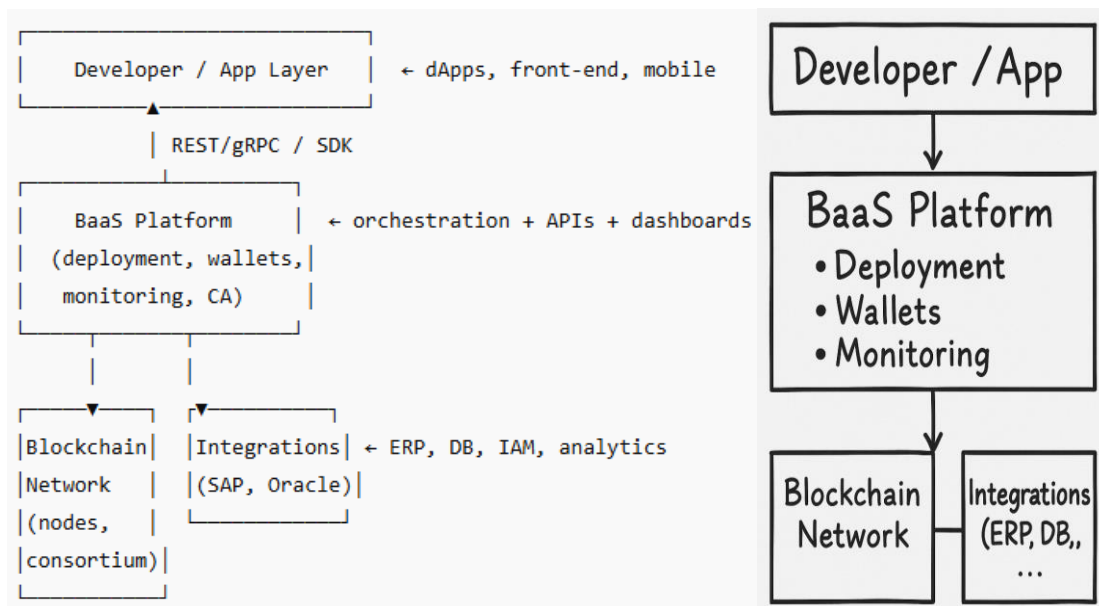 Developer / App Layer ← dApps, front-end, mobile
REST/gRPC / SDK
BaaS Platform ← orchestration + APIs + dashboards
(deployment, wallets,
monitoring, CA)
Blockchain
Network
(nodes,
consortium)
Integrations ← ERP, DB, IAM, analytics
(SAP, Oracle)
Developer / App
BaaS Platform
• Deployment
• Wallets
• Monitoring
Blockchain
Network
Integrations
(ERP, DB,,
...